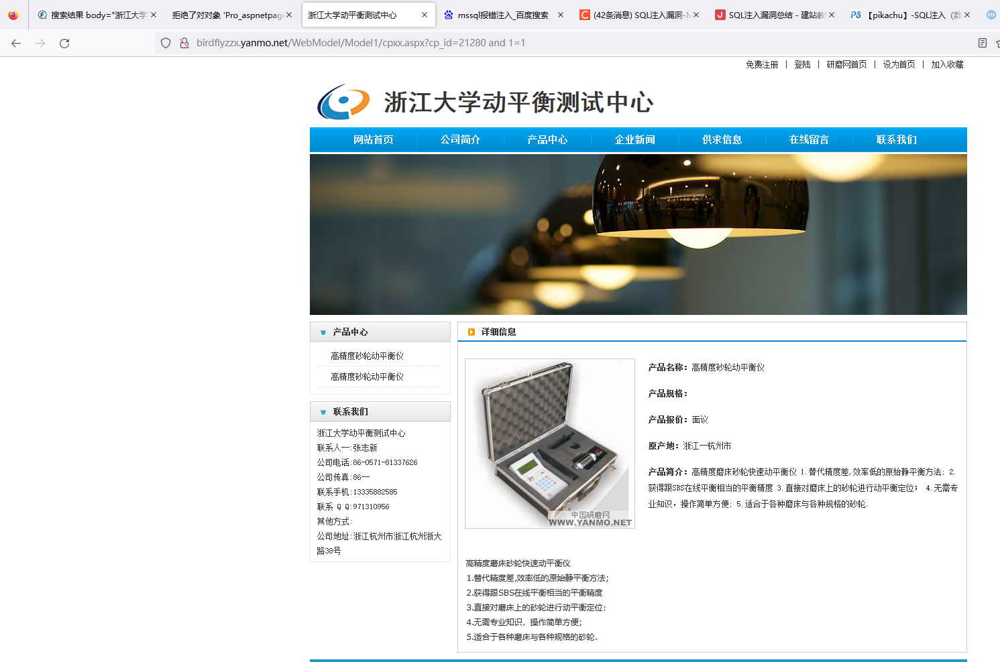 搜索结果 body="浙江大学
拒绝了对对象 'Pro_aspnetpag
浙江大学动平衡测试中心
mssql报错注入_百度搜索
(42条消息) SQL注入漏洞-M
SQL注入漏洞总结 - 建站教
【pikachu】-SQL注入（数
birdflyzzx.yanmo.net/WebModel/Model1/cpxx.aspx?cp_id=21280 and 1=1
免费注册 | 登陆 | 研磨网首页 | 设为首页 | 加入收藏
浙江大学动平衡测试中心
网站首页 公司简介 产品中心 企业新闻 供求信息 在线留言 联系我们
产品中心
高精度砂轮动平衡仪
高精度砂轮动平衡仪
联系我们
浙江大学动平衡测试中心
联系人一:张志新
公司电话:86-0571-81337626
公司传真:86--
联系手机:13335882585
联系 Q Q:971310956
其他方式:
公司地址:浙江杭州市浙江杭州浙大
路38号
详细信息
中国研磨网
WWW.YANMO.NET
产品名称：高精度砂轮动平衡仪
产品规格：
产品报价：面议
原产地：浙江一杭州市
产品简介：高精度磨床砂轮快速动平衡仪 1.替代精度差,效率低的原始静平衡方法; 2.
获得跟SBS在线平衡相当的平衡精度 3.直接对磨床上的砂轮进行动平衡定位； 4.无需专
业知识，操作简单方便; 5.适合于各种磨床与各种规格的砂轮.
高精度磨床砂轮快速动平衡仪
1.替代精度差,效率低的原始静平衡方法;
2.获得跟SBS在线平衡相当的平衡精度
3.直接对磨床上的砂轮进行动平衡定位;
4.无需专业知识，操作简单方便;
5.适合于各种磨床与各种规格的砂轮.